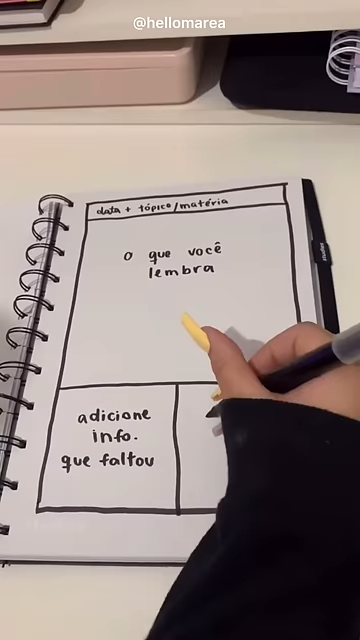 @hellomarea
data + tópico/matéria
o que você
lembra
adicione
info.
que faltou